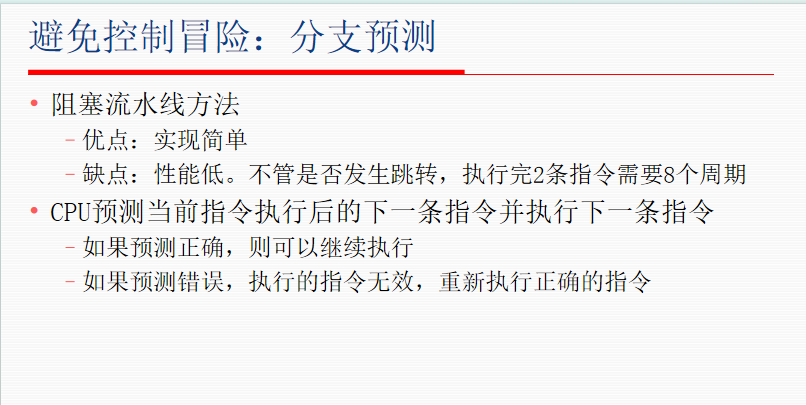 避免控制冒险：分支预测
• 阻塞流水线方法
– 优点：实现简单
– 缺点：性能低。不管是否发生跳转，执行完2条指令需要8个周期
• CPU预测当前指令执行后的下一条指令并执行下一条指令
– 如果预测正确，则可以继续执行
– 如果预测错误，执行的指令无效，重新执行正确的指令